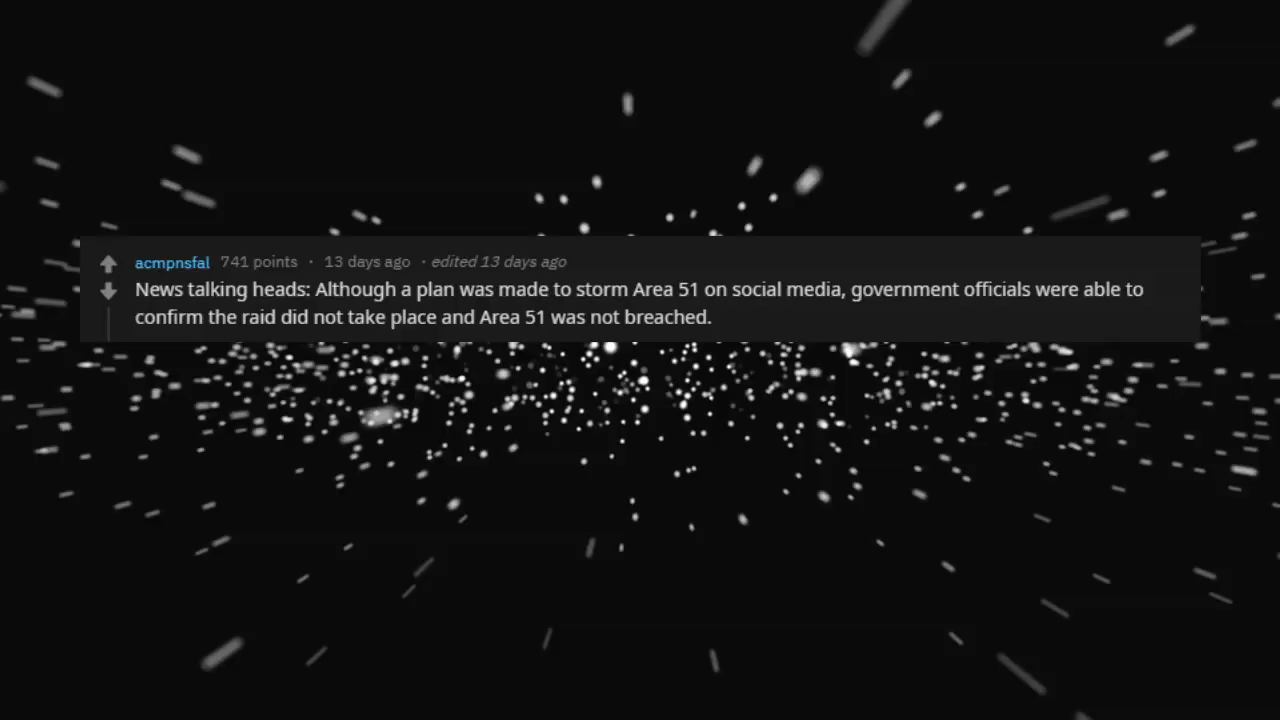 acmpnsfal 741 points · 13 days ago · edited 13 days ago
News talking heads: Although a plan was made to storm Area 51 on social media, government officials were able to
confirm the raid did not take place and Area 51 was not breached.